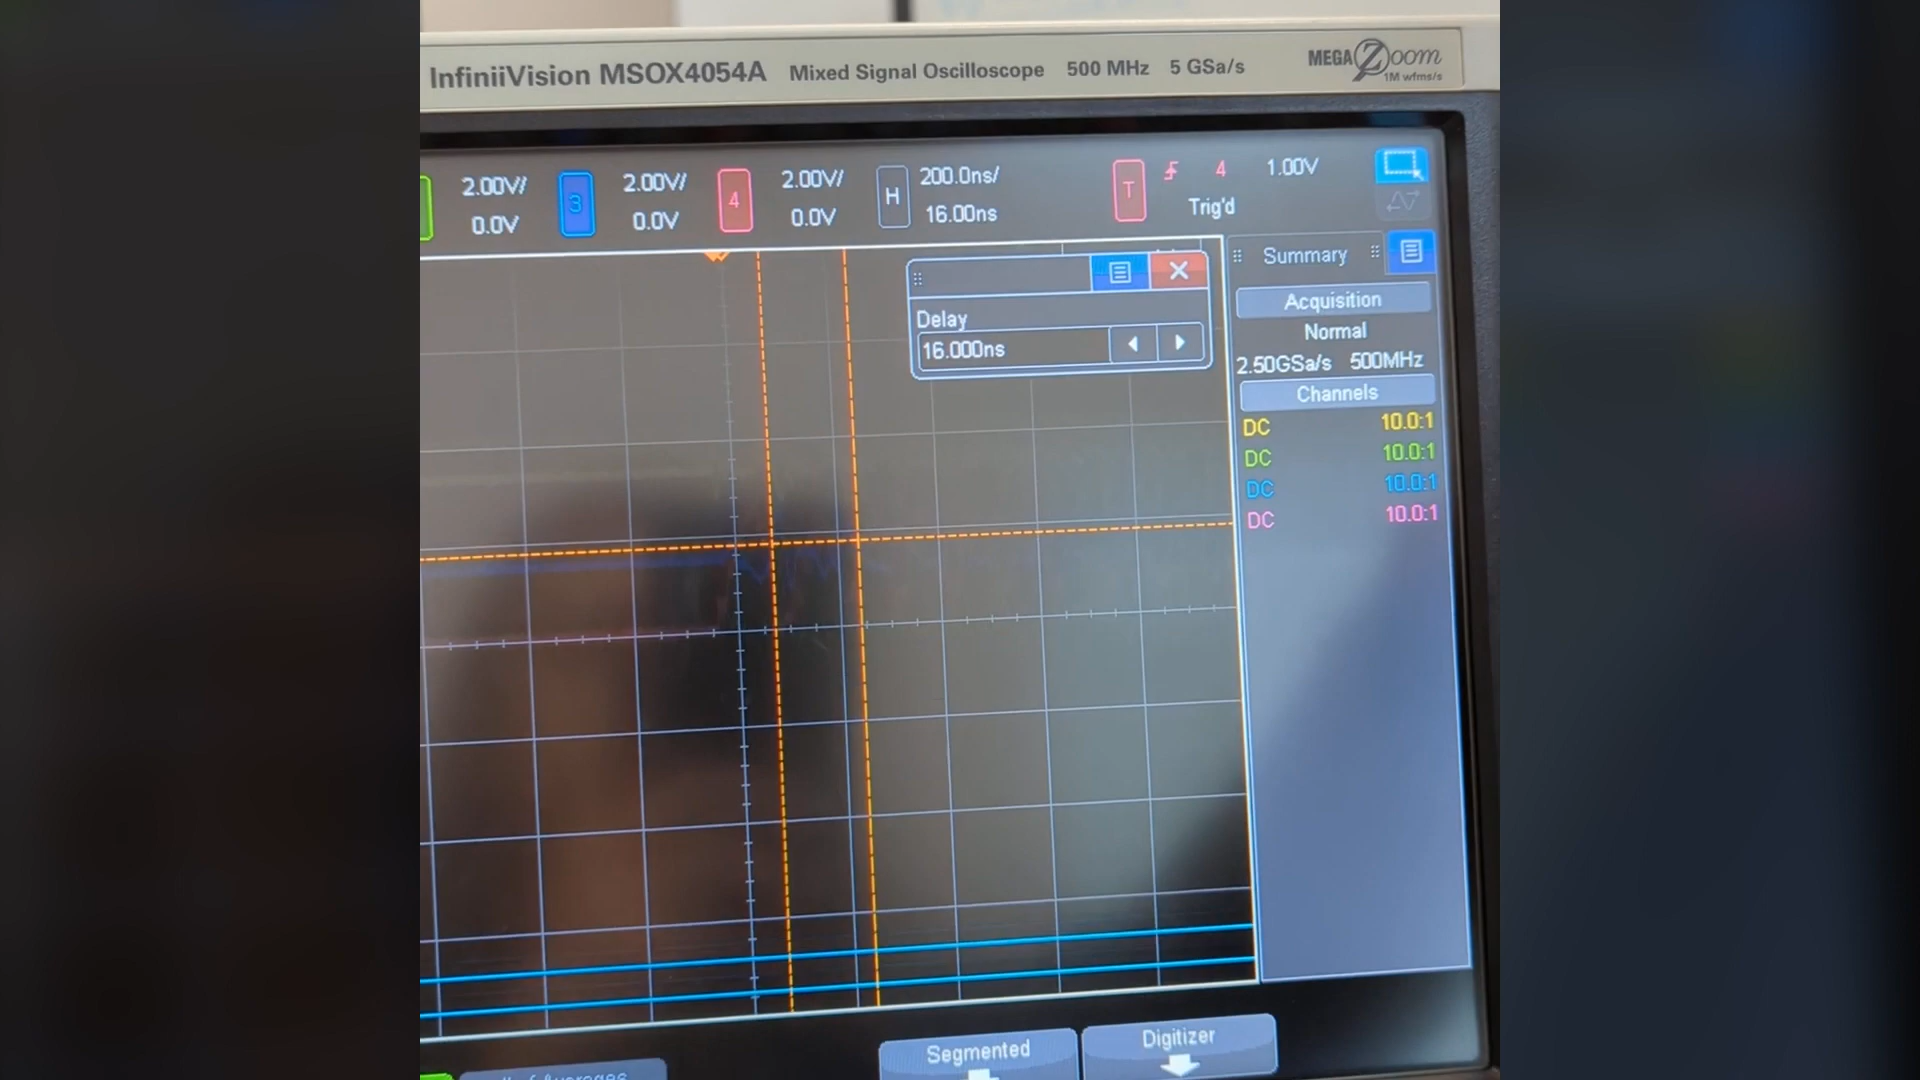 InfiniiVision MSOX4054A Mixed Signal Oscilloscope 500 MHz 5 GSa/s MEGA Zoom
1M wfms/s
2.00V/ 3 2.00V/ 4 2.00V/ H 200.0ns/ T 4 1.00V
0.0V 0.0V 0.0V 16.00ns Trig'd
Summary
Acquisition
Normal
2.50GSa/s 500MHz
Channels
DC 10.0:1
DC 10.0:1
DC 10.0:1
DC 10.0:1
Delay
16.000ns
Segmented
Digitizer